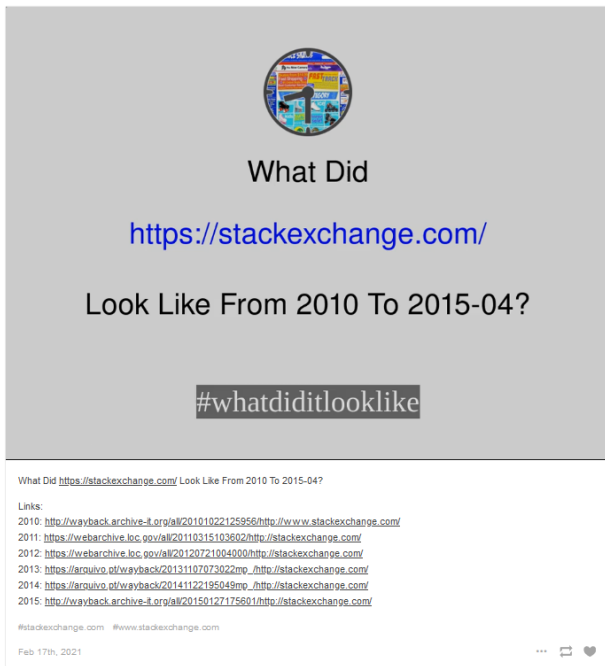 What Did
https://stackexchange.com/
Look Like From 2010 To 2015-04?
#whatdiditlooklike
What Did https://stackexchange.com/ Look Like From 2010 To 2015-04?
Links:
2010: http://wayback.archive-it.org/all/20101022125956/http://www.stackexchange.com/
2011: https://webarchive.loc.gov/all/20110315103602/http://stackexchange.com/
2012: https://webarchive.loc.gov/all/20120721004000/http://stackexchange.com/
2013: https://arquivo.pt/wayback/20131107073022mp_/http://stackexchange.com/
2014: https://arquivo.pt/wayback/20141122195049mp_/http://stackexchange.com/
2015: http://wayback.archive-it.org/all/20150127175601/http://stackexchange.com/
#stackexchange.com #www.stackexchange.com
Feb 17th, 2021